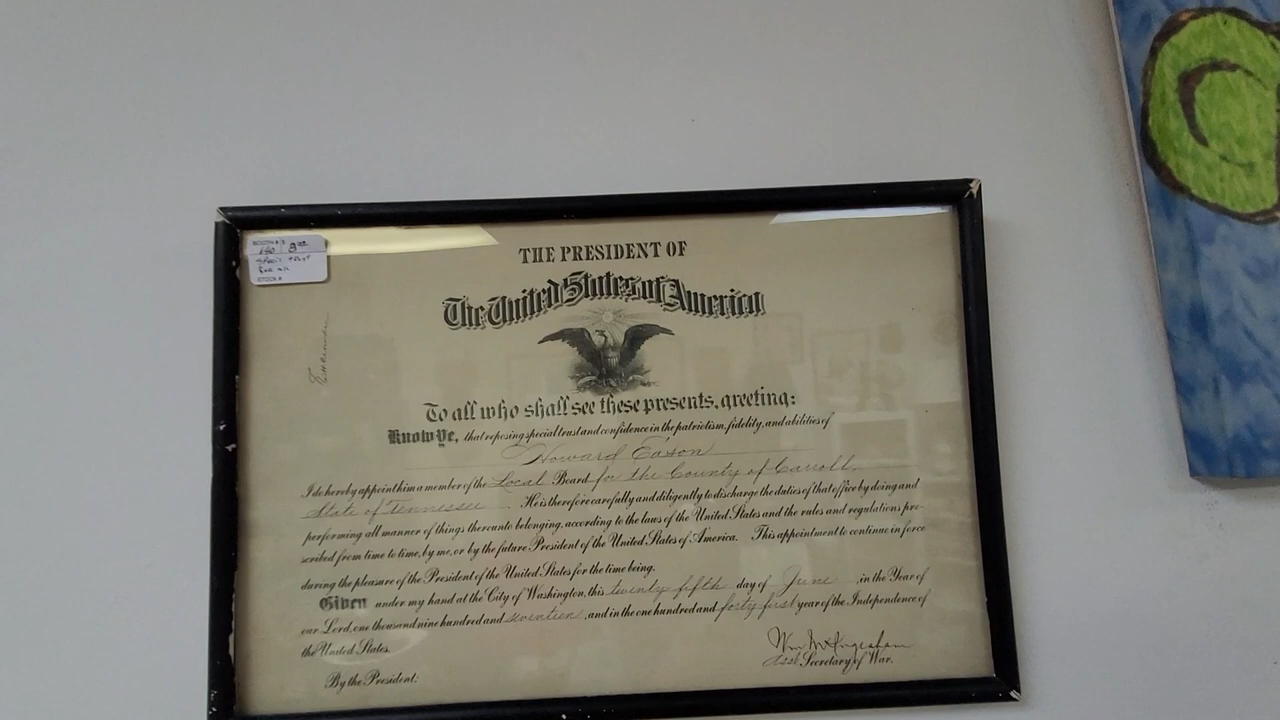 THE PRESIDENT OF
The United States of America
To all who shall see these presents, greeting:
Know Ye, that reposing special trust and confidence in the patriotism, fidelity, and abilities of
Howard Eason
I do hereby appoint him a member of the Local Board for the County of Carroll,
State of Tennessee. He is therefore carefully and diligently to discharge the duties of that office by doing and
performing all manner of things thereunto belonging, according to the laws of the United States and the rules and regulations pre-
scribed from time to time, by me, or by the future President of the United States of America. This appointment to continue in force
during the pleasure of the President of the United States for the time being.
Given under my hand at the City of Washington, this twenty fifth day of June, in the Year of
our Lord, one thousand nine hundred and seventeen, and in the one hundred and forty first year of the Independence of
the United States.
Wm M Ingraham
Asst Secretary of War.
By the President: